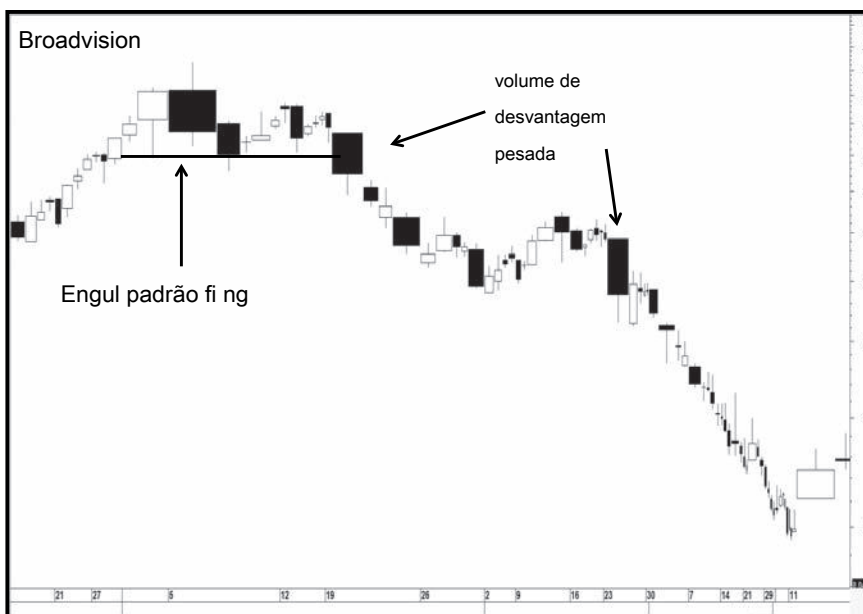 Broadvision
volume de
desvantagem
pesada
Engul padrão fi ng
21 27 5 12 19 26 2 9 16 23 30 7 14 21 29 11